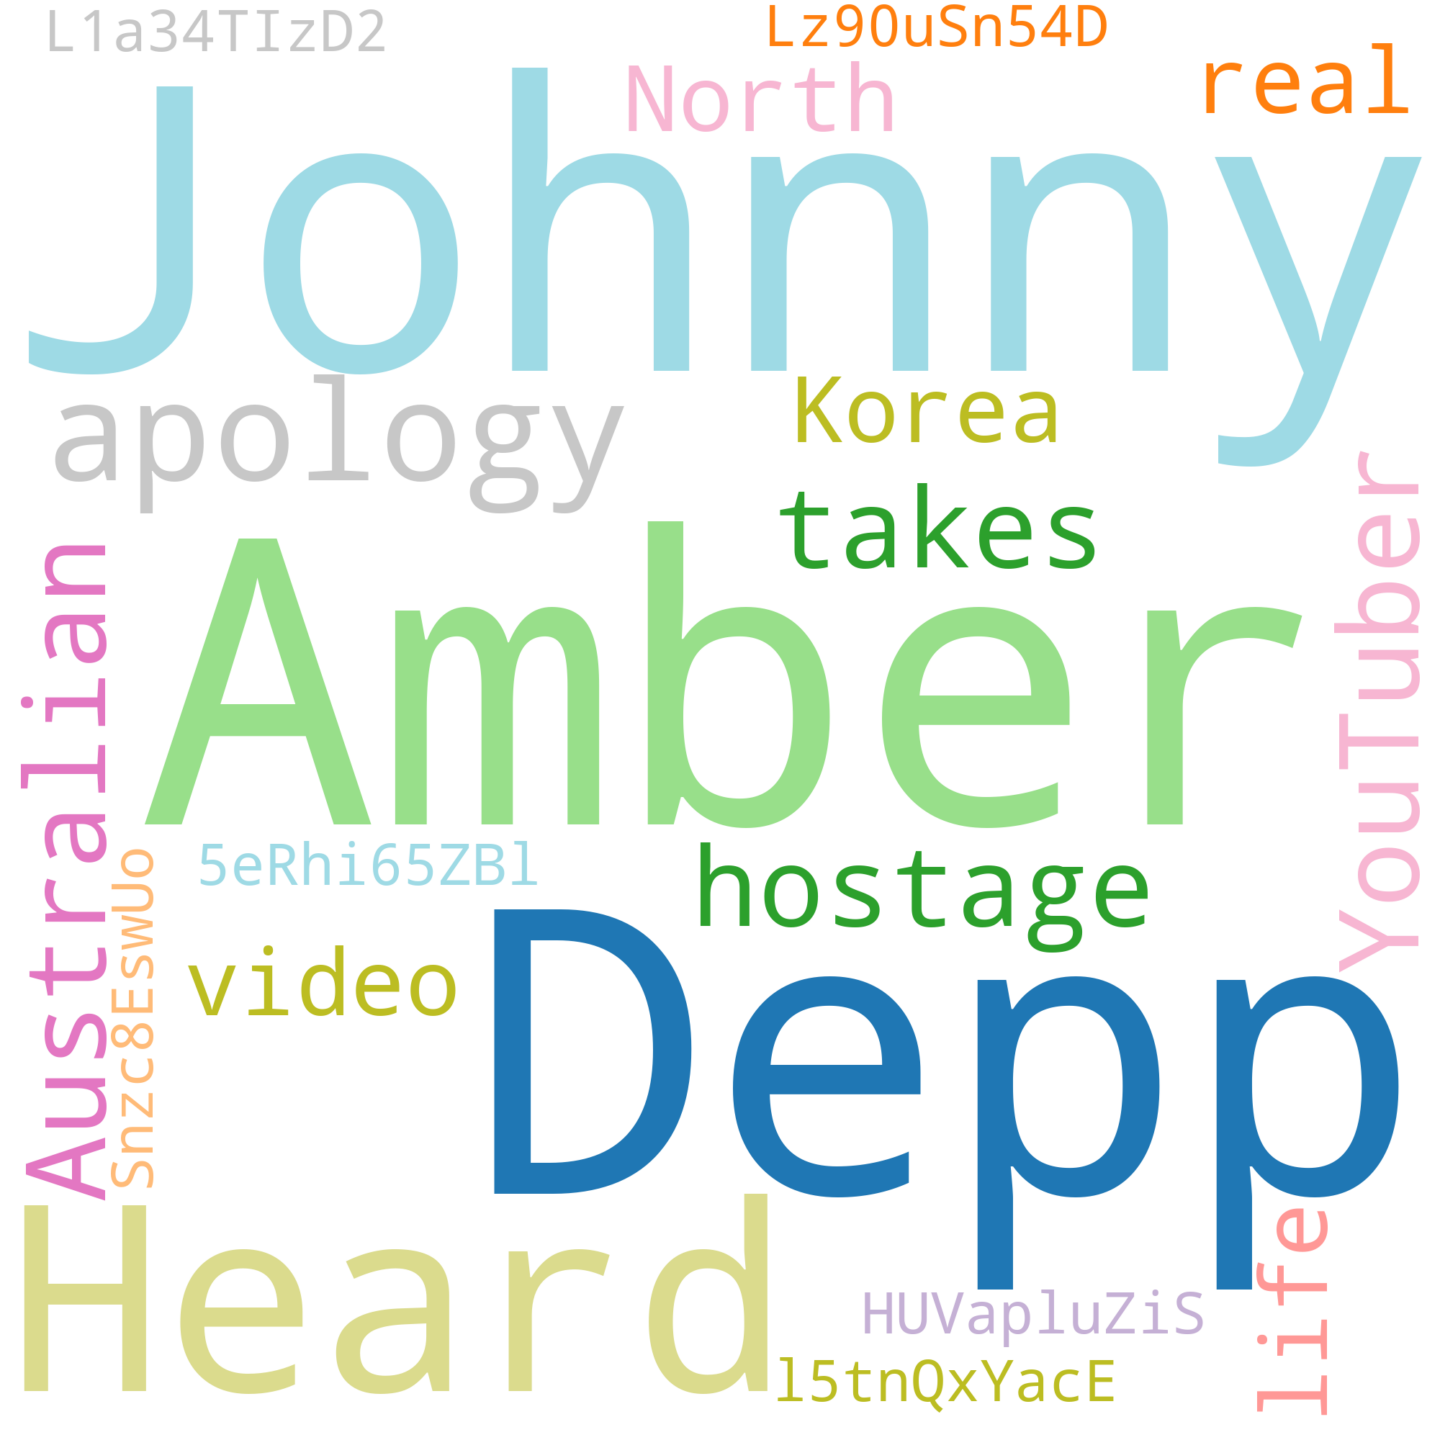 L1a34TIzD2
Lz90uSn54D
North
real
Johnny
apology
Korea
takes
YouTuber
Australian
Amber
5eRhi65ZBl
hostage
Snzc8EswUo
video
Depp
Heard
life
HUVapluZiS
l5tnQxYacE